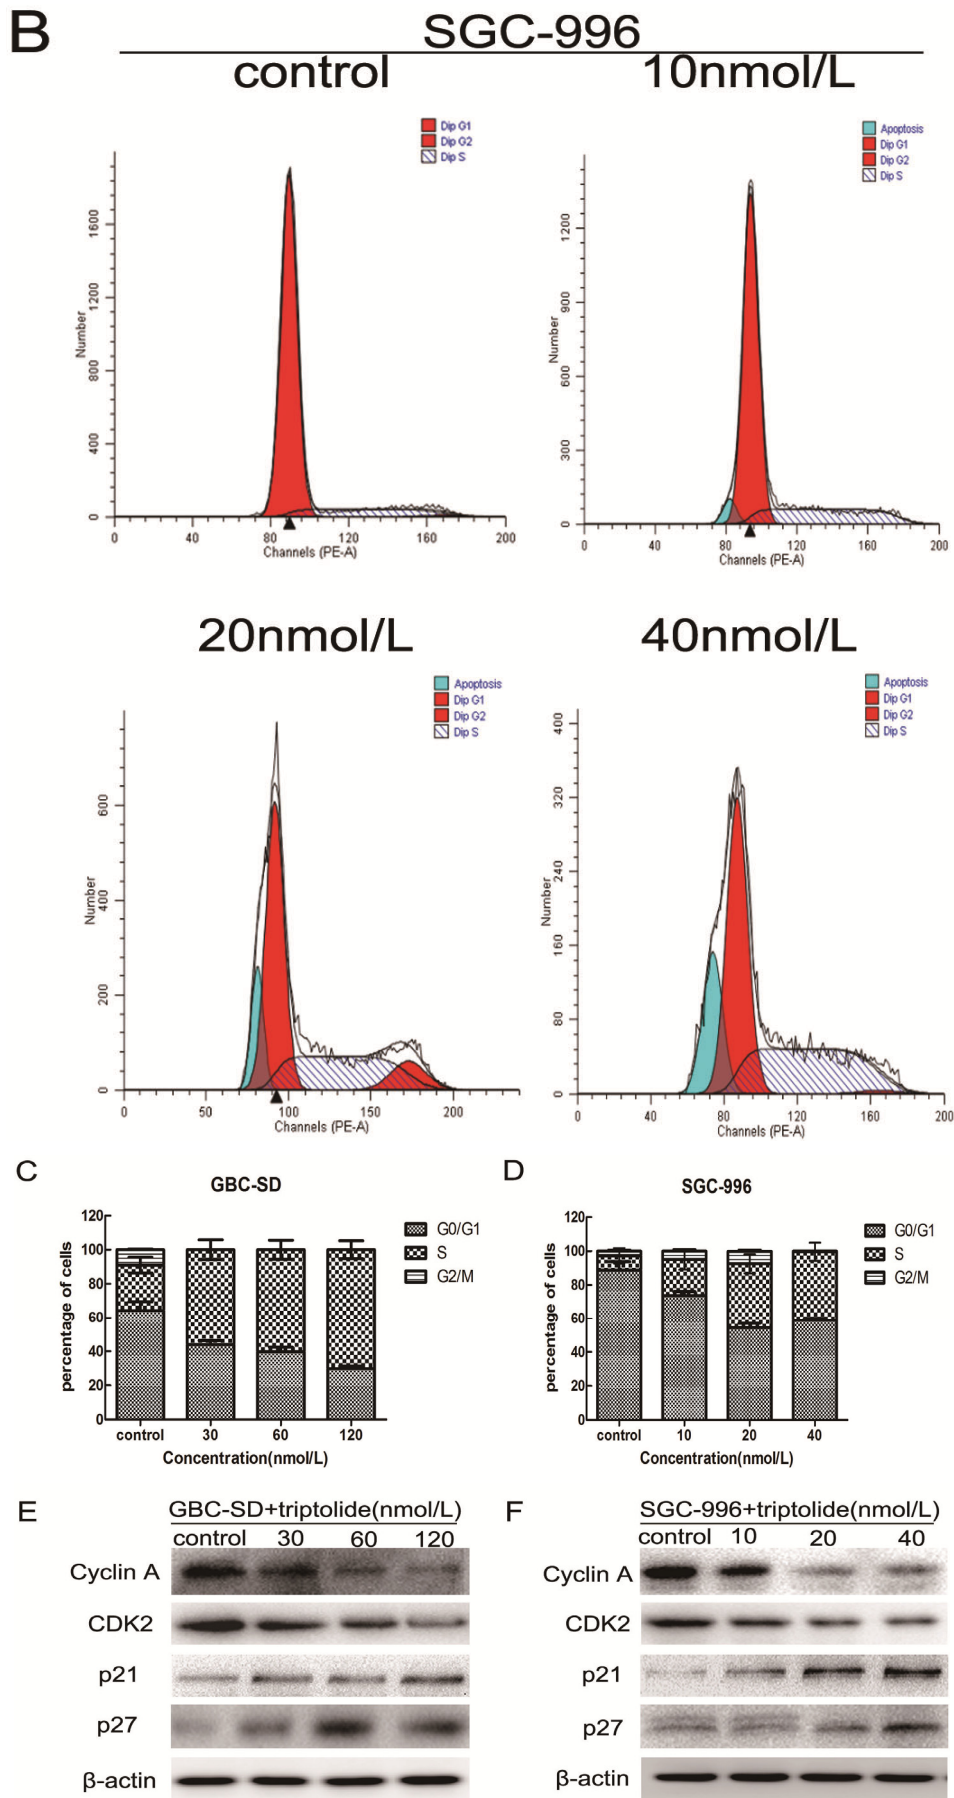 B
SGC-996
control
10nmol/L
Dip G1
Dip G2
Dip S
Number
0
400
800
1200
1600
0
40
80
120
160
200
Channels (PE-A)
Apoptosis
Dip G1
Dip G2
Dip S
Number
0
300
600
900
1200
0
40
80
120
160
200
Channels (PE-A)
20nmol/L
40nmol/L
Apoptosis
Dip G1
Dip G2
Dip S
Number
0
200
400
600
0
50
100
150
200
Channels (PE-A)
Apoptosis
Dip G1
Dip G2
Dip S
Number
0
80
160
240
320
400
0
40
80
120
160
200
Channels (PE-A)
C
GBC-SD
percentage of cells
120
100
80
60
40
20
0
G0/G1
S
G2/M
control 30 60 120
Concentration(nmol/L)
D
SGC-996
percentage of cells
120
100
80
60
40
20
0
G0/G1
S
G2/M
control 10 20 40
Concentration(nmol/L)
E
GBC-SD+triptolide(nmol/L)
control 30 60 120
Cyclin A
CDK2
p21
p27
β-actin
F
SGC-996+triptolide(nmol/L)
control 10 20 40
Cyclin A
CDK2
p21
p27
β-actin